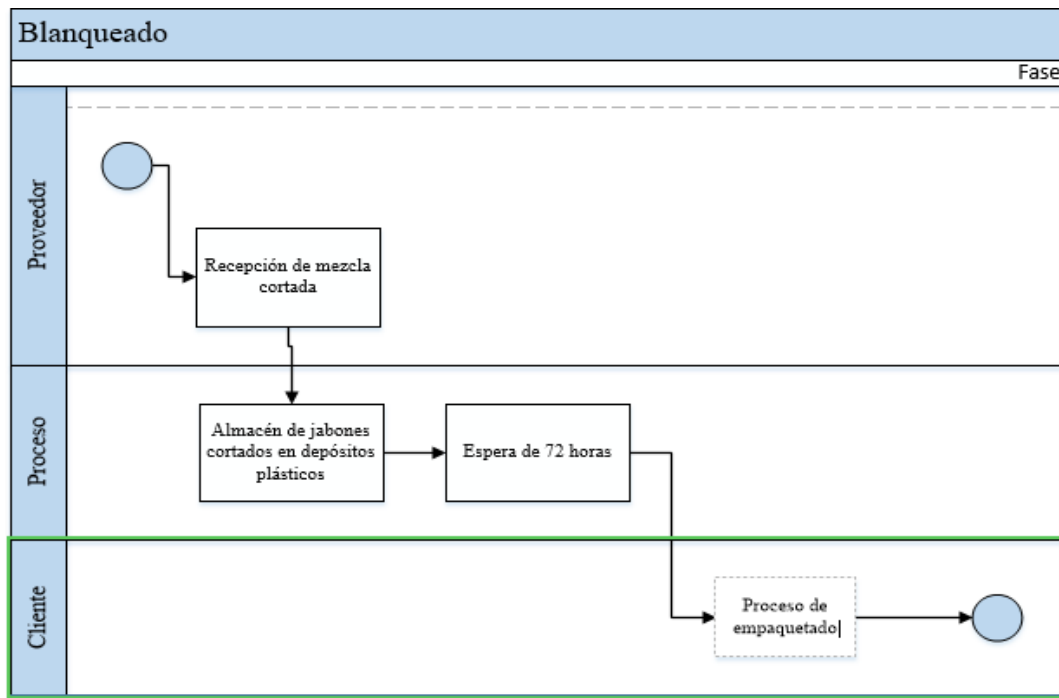 Blanqueado
Fase
Proveedor
Recepción de mezcla
cortada
Proceso
Almacén de jabones
cortados en depósitos
plásticos
Espera de 72 horas
Cliente
Proceso de
empaquetado